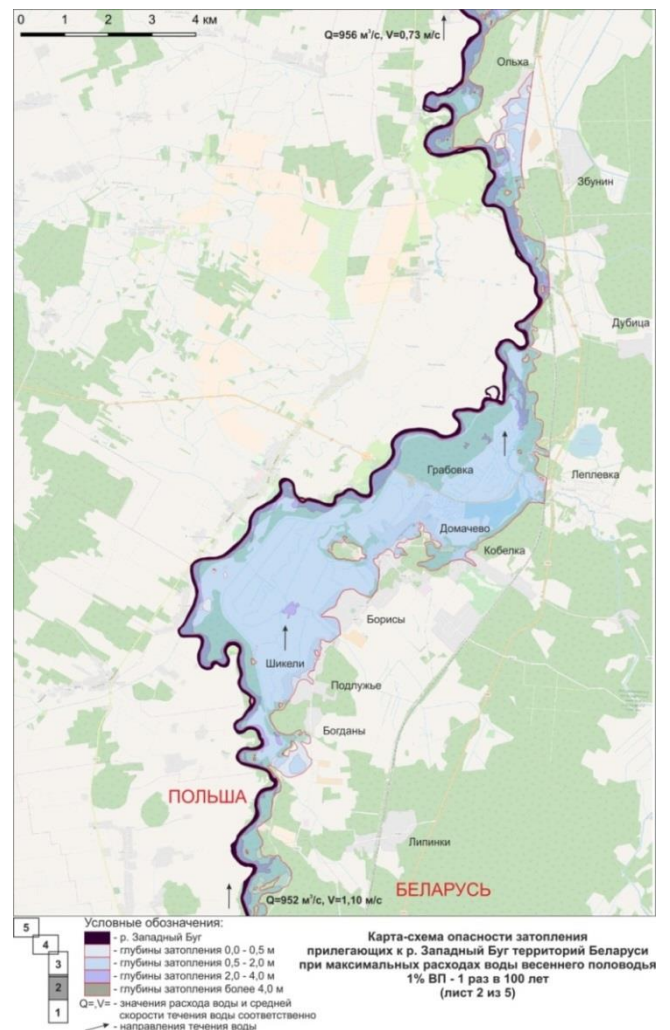 0 1 2 3 4 км
Q=956 м³/с, V=0,73 м/с
Ольха
Збунин
Дубица
Грабовка
Леплевка
Домачево
Кобелка
Борисы
Шикели
Подлужье
Богданы
ПОЛЬША
Липинки
БЕЛАРУСЬ
Q=952 м³/с, V=1,10 м/с
5
4
3
2
1
Условные обозначения:
- р. Западный Буг
- глубины затопления 0,0 - 0,5 м
- глубины затопления 0,5 - 2,0 м
- глубины затопления 2,0 - 4,0 м
- глубины затопления более 4,0 м
Q=,V= - значения расхода воды и средней
скорости течения воды соответственно
- направления течения воды
Карта-схема опасности затопления
прилегающих к р. Западный Буг территорий Беларуси
при максимальных расходах воды весеннего половодья
1% ВП - 1 раз в 100 лет
(лист 2 из 5)